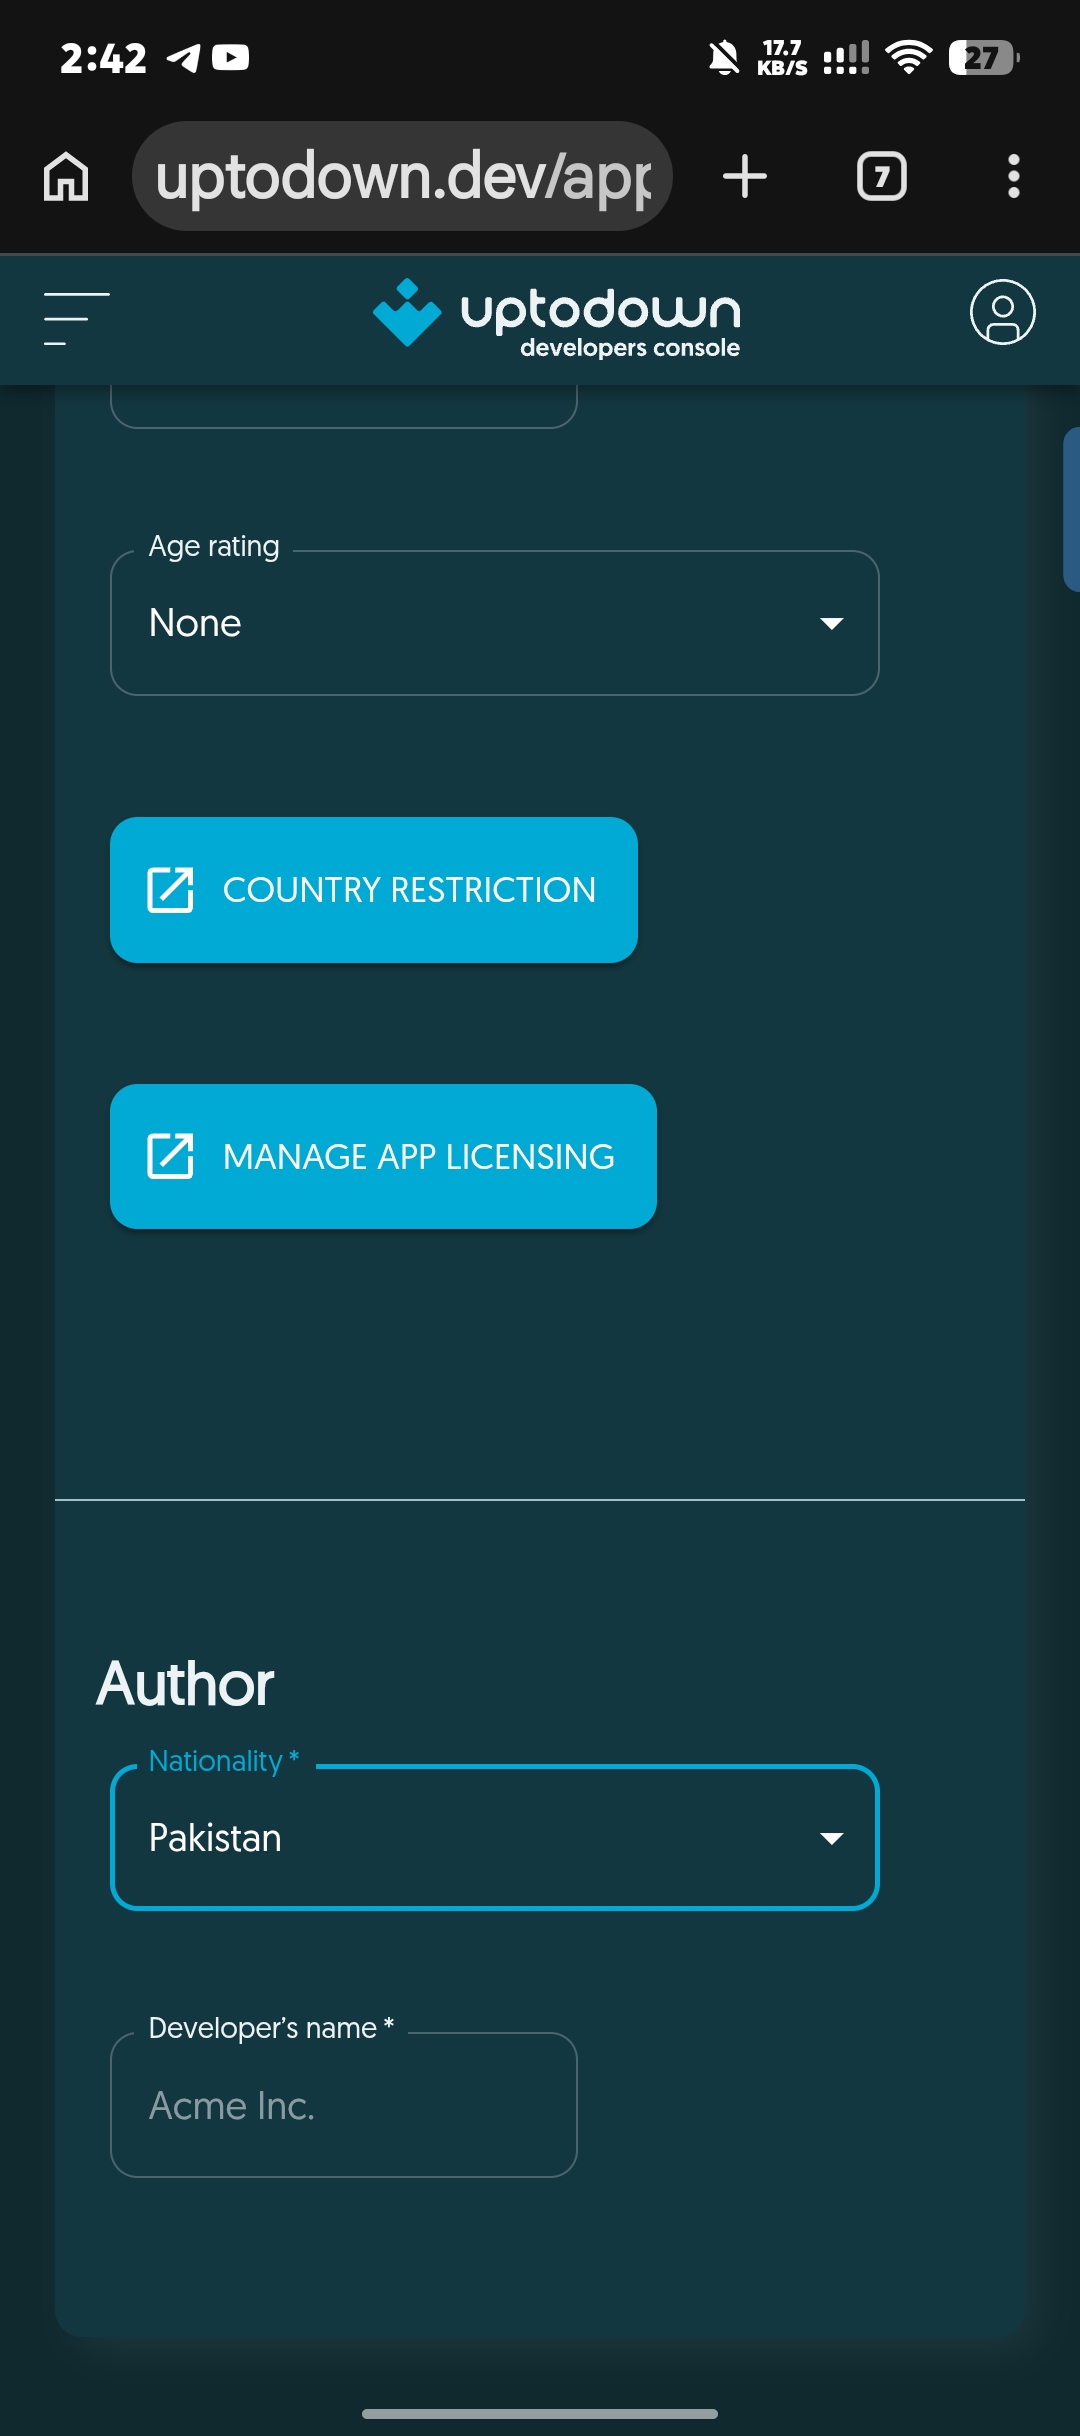 2:42
17.7
KB/S
27
uptodown.dev/app
7
uptodown
developers console
Age rating
None
COUNTRY RESTRICTION
MANAGE APP LICENSING
Author
Nationality *
Pakistan
Developer’s name *
Acme Inc.